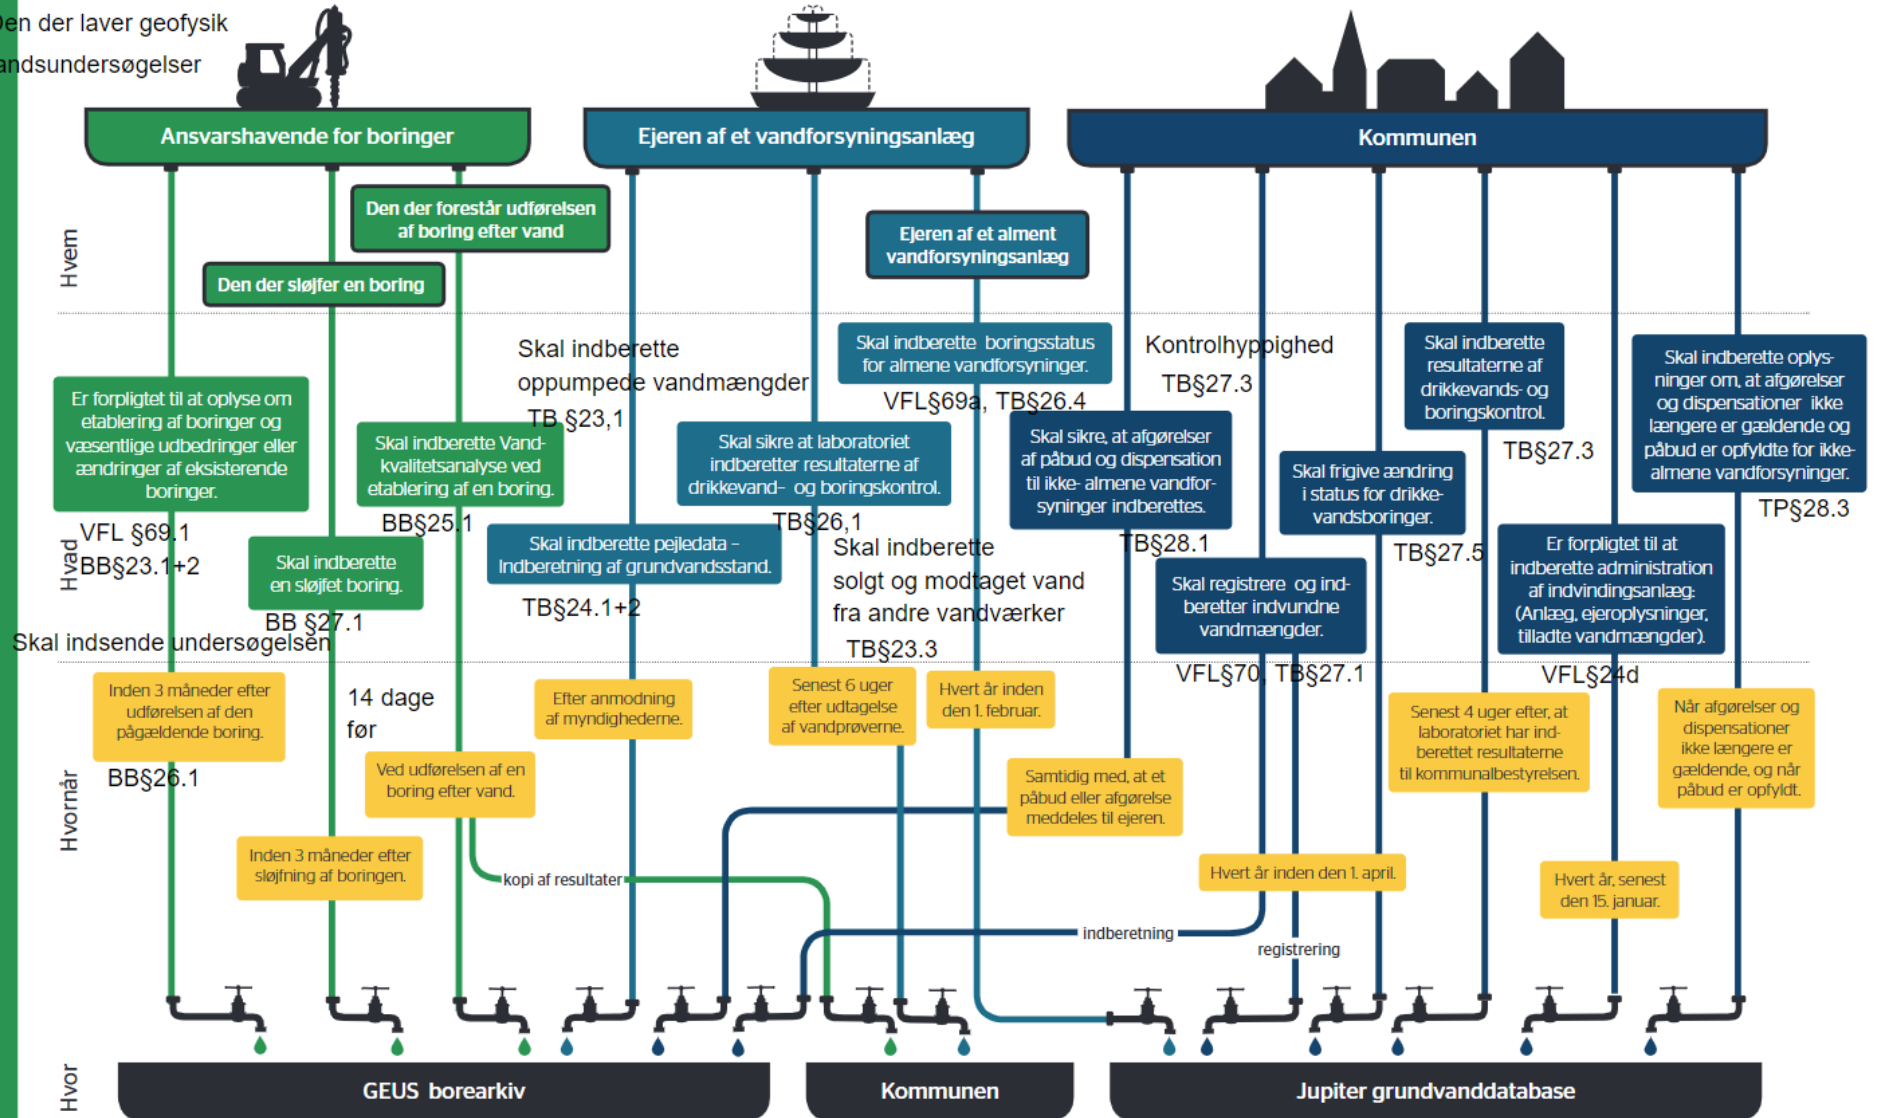 Den der laver geofysik
andsundersøgelser
Ansvarshavende for boringer
Ejeren af et vandforsyningsanlæg
Kommunen
Hvem
Den der forestår udførelsen
af boring efter vand
Den der sløjfer en boring
Ejeren af et alment
vandforsyningsanlæg
Hvad
Er forpligtet til at oplyse om
etablering af boringer og
væsentlige udbedringer eller
ændringer af eksisterende
boringer.
VFL §69.1
BB§23.1+2
Skal indberette
en sløjfet boring.
BB §27.1
Skal indsende undersøgelsen
Skal indberette Vand-
kvalitetsanalyse ved
etablering af en boring.
BB§25.1
Skal indberette
oppumpede vandmængder
TB §23,1
Skal indberette pejledata –
Indberetning af grundvandsstand.
TB§24.1+2
Skal sikre at laboratoriet
indberetter resultaterne af
drikkevand- og boringskontrol.
TB§26,1
Skal indberette
solgt og modtaget vand
fra andre vandværker
TB§23.3
Skal indberette boringsstatus
for almene vandforsyninger.
VFL§69a, TB§26.4
Kontrolhyppighed
TB§27.3
Skal sikre, at afgørelser
af påbud og dispensation
til ikke- almene vandfor-
syninger indberettes.
TB§28.1
Skal registrere og ind-
beretter indvundne
vandmængder.
VFL§70, TB§27.1
Skal frigive ændring
i status for drikke-
vandsboringer.
TB§27.5
Skal indberette
resultaterne af
drikkevands- og
boringskontrol.
TB§27.3
Er forpligtet til at
indberette administration
af indvindingsanlæg:
(Anlæg, ejeroplysninger,
tilladte vandmængder).
VFL§24d
Skal indberette oplys-
ninger om, at afgørelser
og dispensationer ikke
længere er gældende og
påbud er opfyldte for ikke-
almene vandforsyninger.
TP§28.3
Hvornår
Inden 3 måneder efter
udførelsen af den
pågældende boring.
BB§26.1
14 dage
før
Inden 3 måneder efter
sløjfning af boringen.
Ved udførelsen af en
boring efter vand.
kopi af resultater
Efter anmodning
af myndighederne.
Senest 6 uger
efter udtagelse
af vandprøverne.
Hvert år inden
den 1. februar.
Samtidig med, at et
påbud eller afgørelse
meddeles til ejeren.
Hvert år inden den 1. april.
indberetning
registrering
Senest 4 uger efter, at
laboratoriet har ind-
berettet resultaterne
til kommunalbestyrelsen.
Hvert år, senest
den 15. januar.
Når afgørelser og
dispensationer
ikke længere er
gældende, og når
påbud er opfyldt.
Hvor
GEUS borearkiv
Kommunen
Jupiter grundvanddatabase